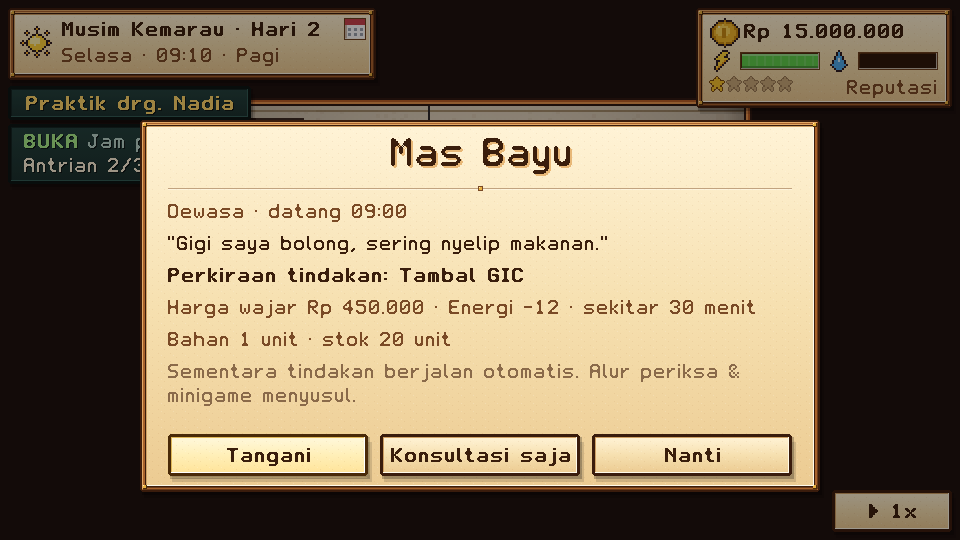 Musim Kemarau · Hari 2
Selasa · 09:10 · Pagi
Rp 15.000.000
Reputasi
Praktik drg. Nadia
BUKA Jam
Antrian 2/3
Mas Bayu
Dewasa · datang 09:00
"Gigi saya bolong, sering nyelip makanan."
Perkiraan tindakan: Tambal GIC
Harga wajar Rp 450.000 · Energi -12 · sekitar 30 menit
Bahan 1 unit · stok 20 unit
Sementara tindakan berjalan otomatis. Alur periksa &
minigame menyusul.
Tangani
Konsultasi saja
Nanti
1x